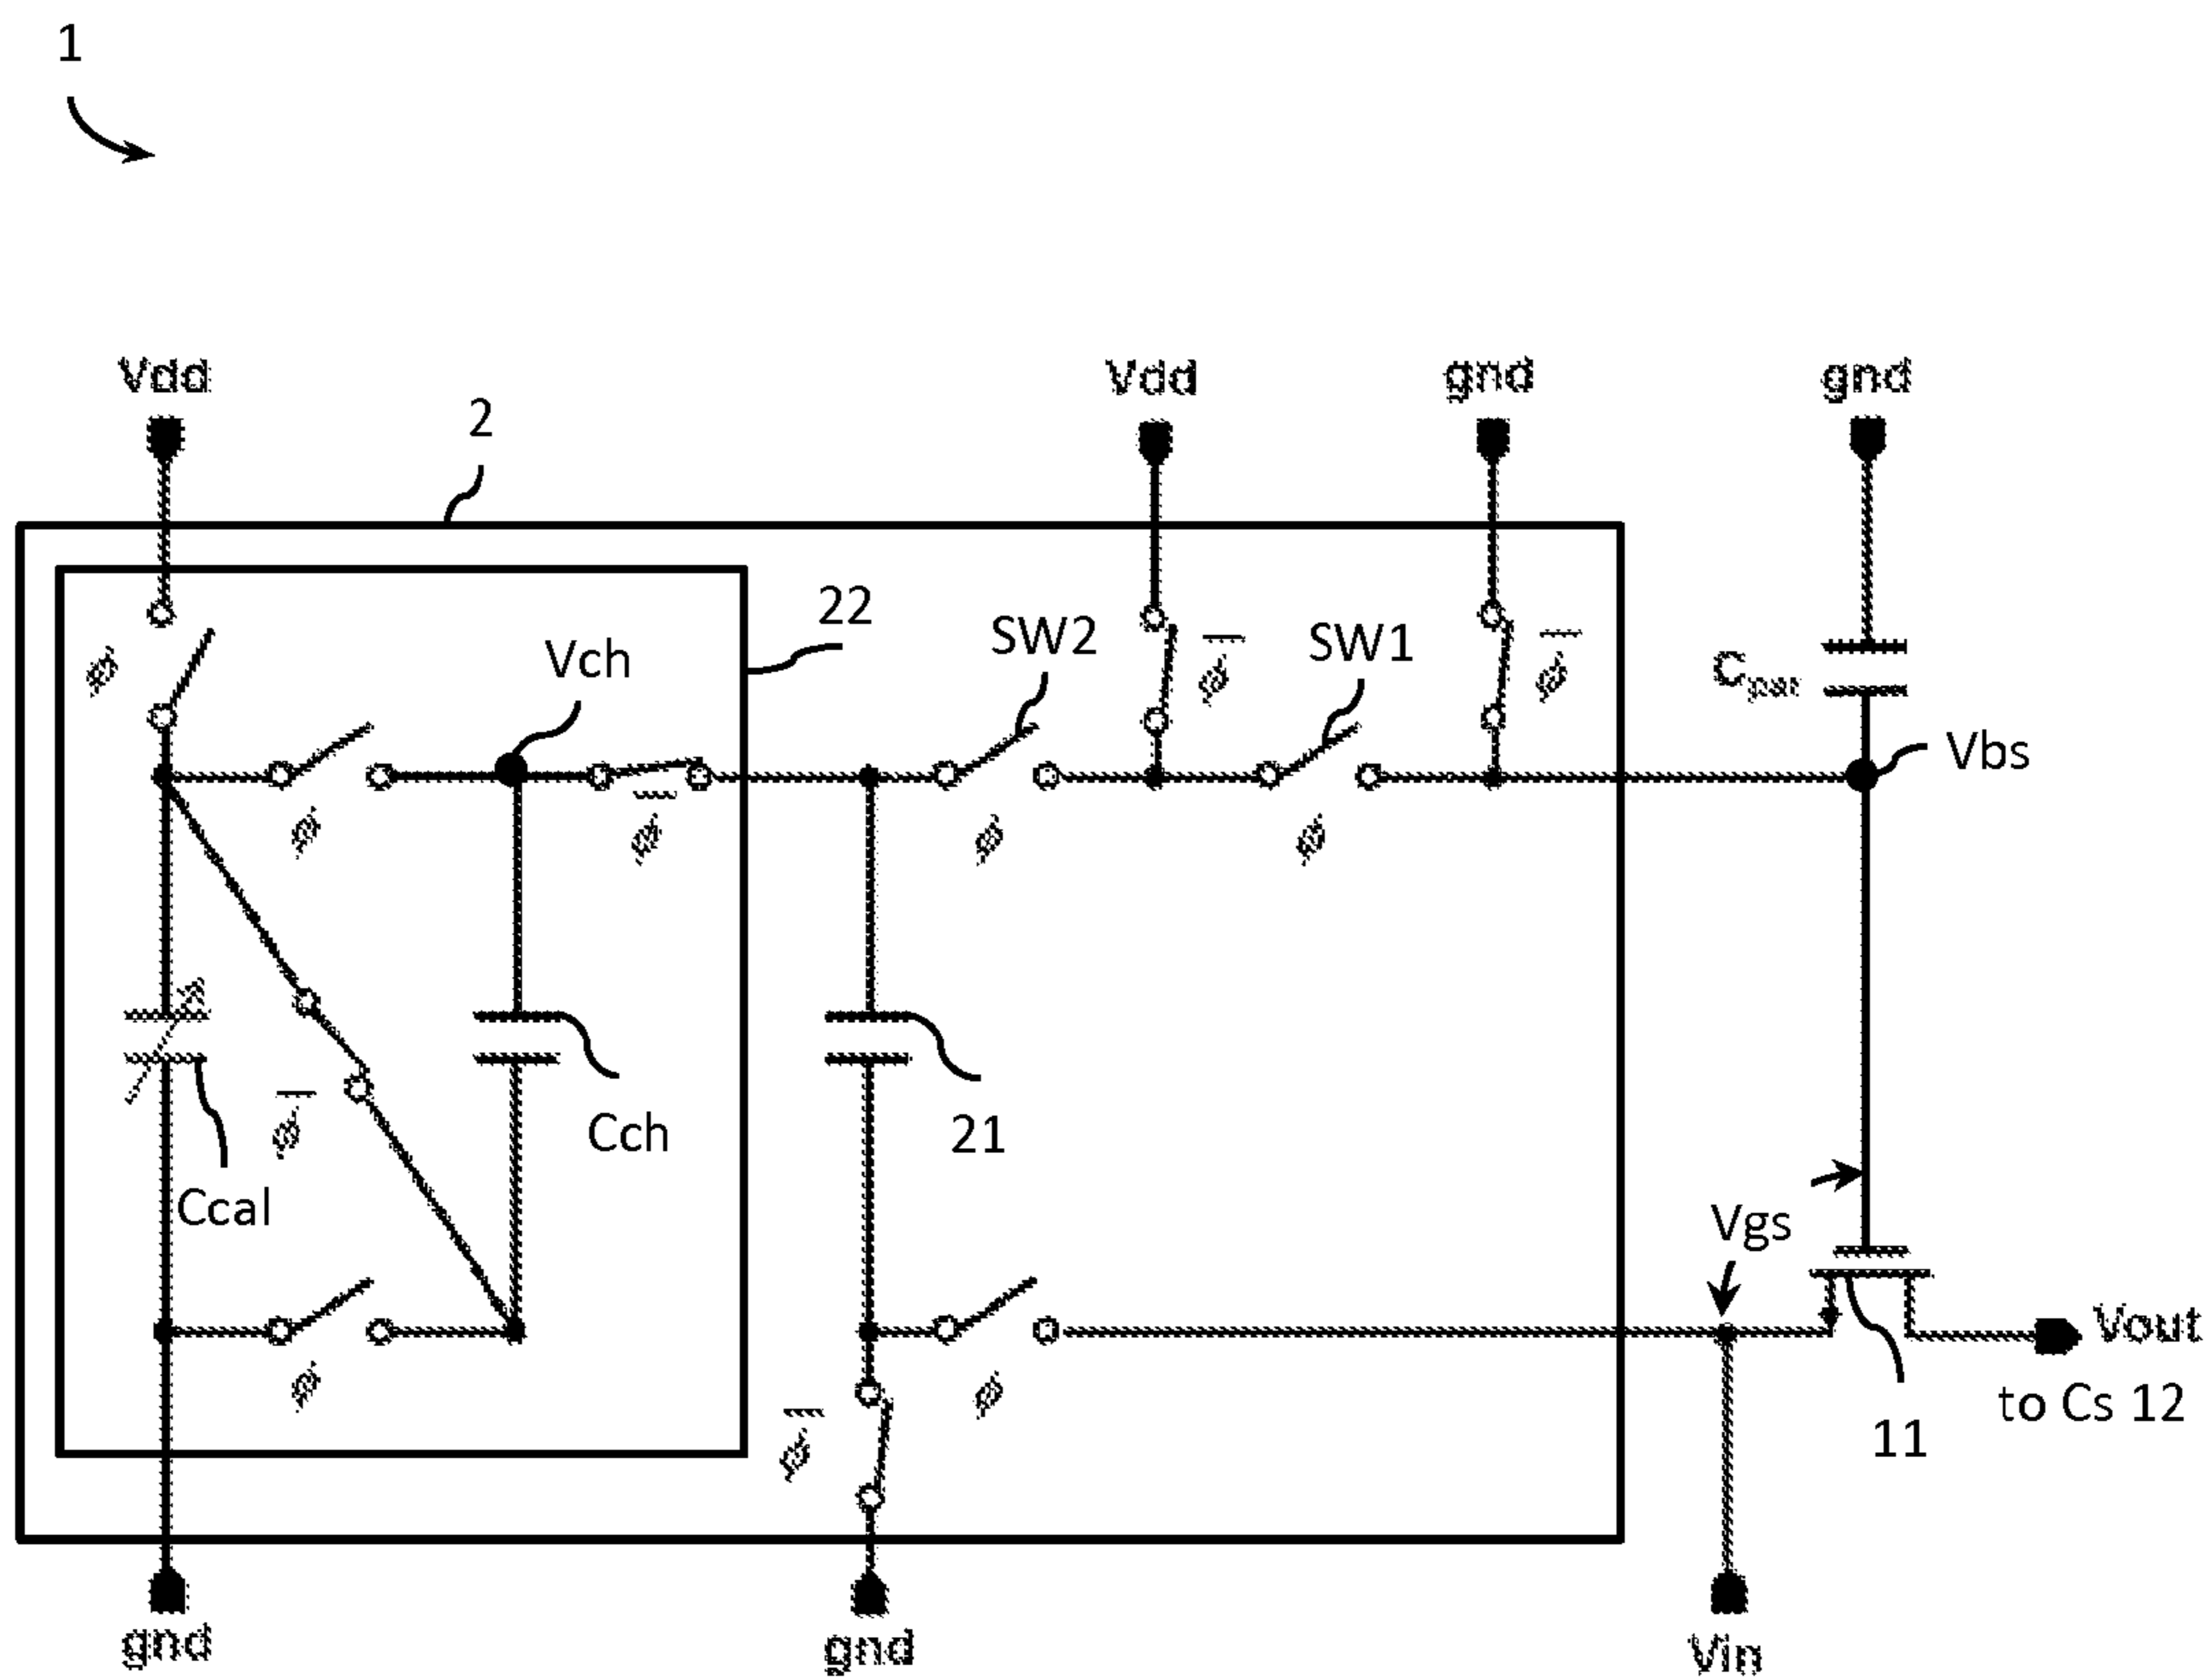 1
Vdd
2
Vdd
gnd
gnd
22
Vch
SW2
SW1
ϕ
ϕ̅
ϕ̅
Cpar
Vbs
ϕ
ϕ̅
ϕ
ϕ
ϕ̅
Cch
21
Ccal
Vgs
ϕ
ϕ̅
ϕ
Vout
to Cs 12
11
gnd
gnd
Vin